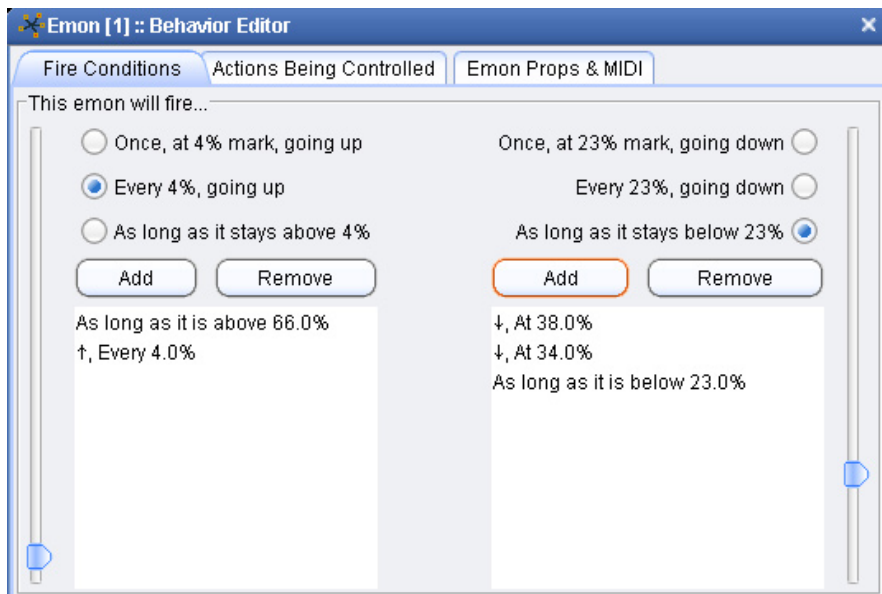 Emon [1] :: Behavior Editor
Fire Conditions Actions Being Controlled Emon Props & MIDI
This emon will fire...
Once, at 4% mark, going up
Every 4%, going up
As long as it stays above 4%
Add Remove
As long as it is above 66.0%
↑, Every 4.0%
Once, at 23% mark, going down
Every 23%, going down
As long as it stays below 23%
Add Remove
↓, At 38.0%
↓, At 34.0%
As long as it is below 23.0%